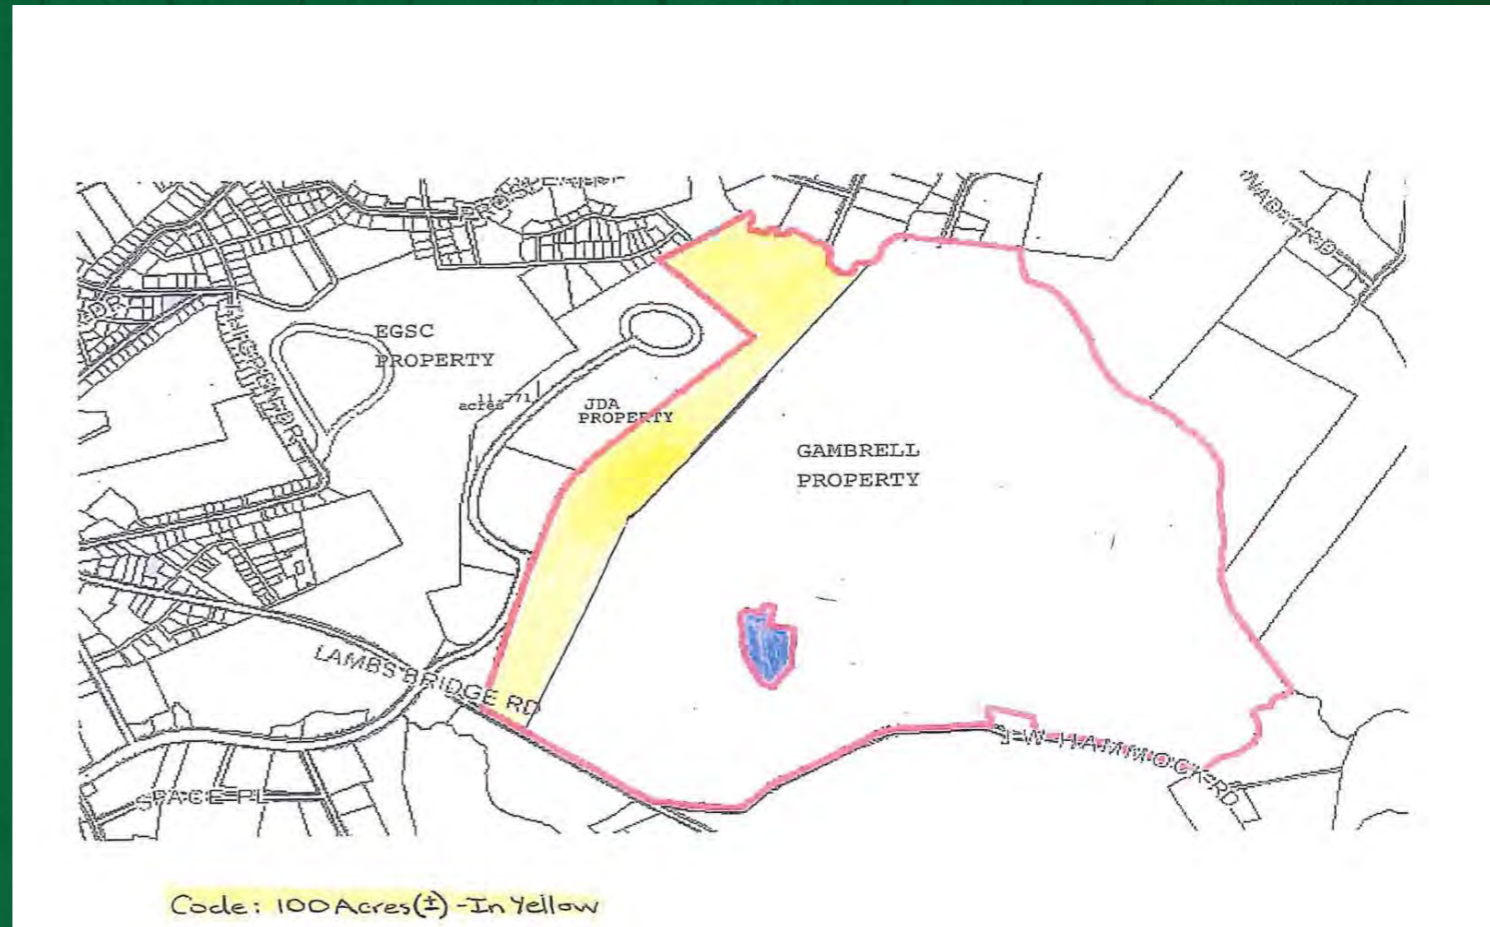 EGSC
PROPERTY
11.771
acres
JDA
PROPERTY
GAMBRELL
PROPERTY
LAMBS BRIDGE RD
J W HAMMOCK RD
SPACE PL
Code: 100 Acres(±) - In Yellow